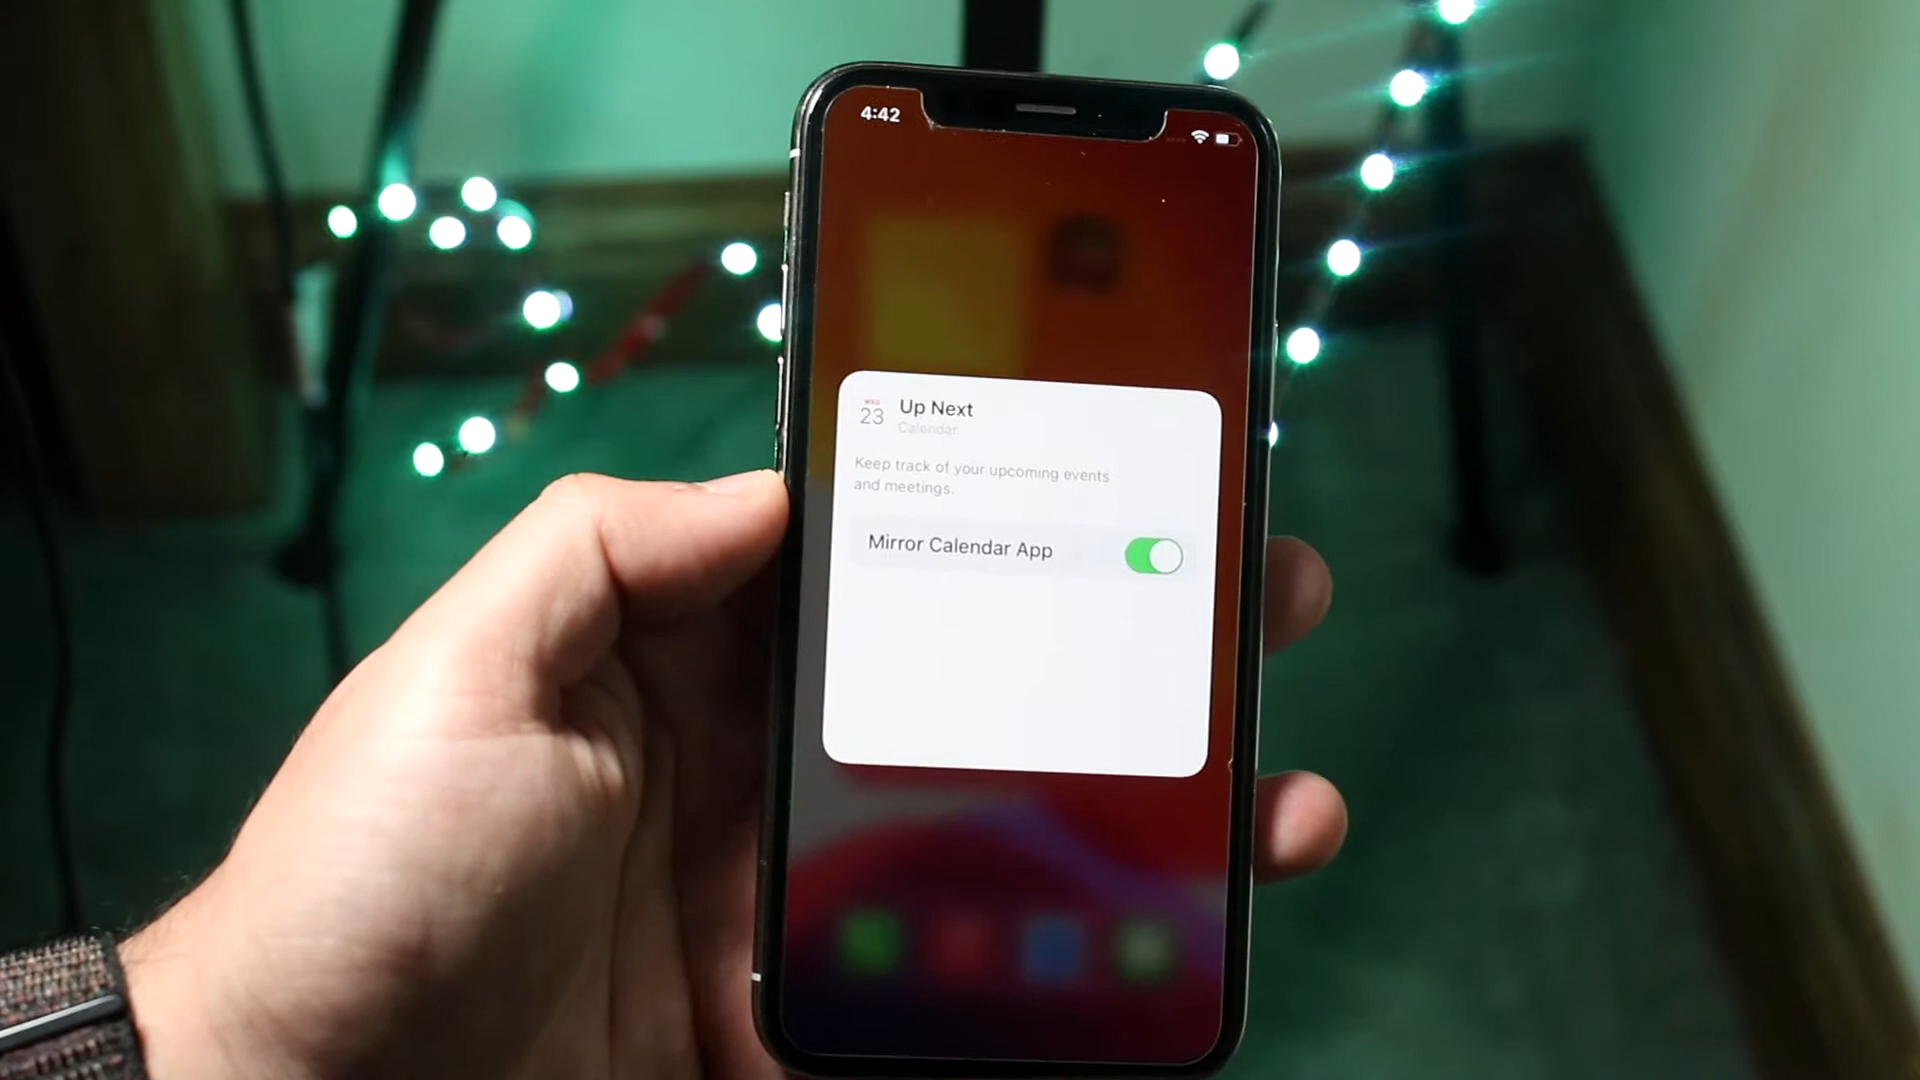 4:42
WED
23
Up Next
Calendar
Keep track of your upcoming events
and meetings.
Mirror Calendar App